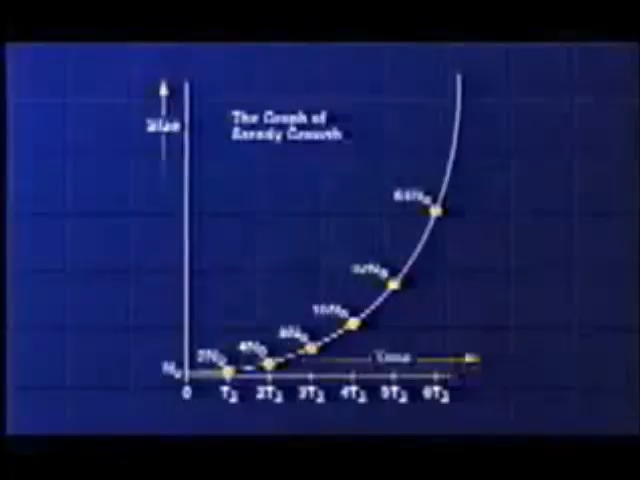 The Graph of
Steady Growth
Size
64N₀
32N₀
16N₀
8N₀
4N₀
2N₀
N₀
Time
0 T₂ 2T₂ 3T₂ 4T₂ 5T₂ 6T₂